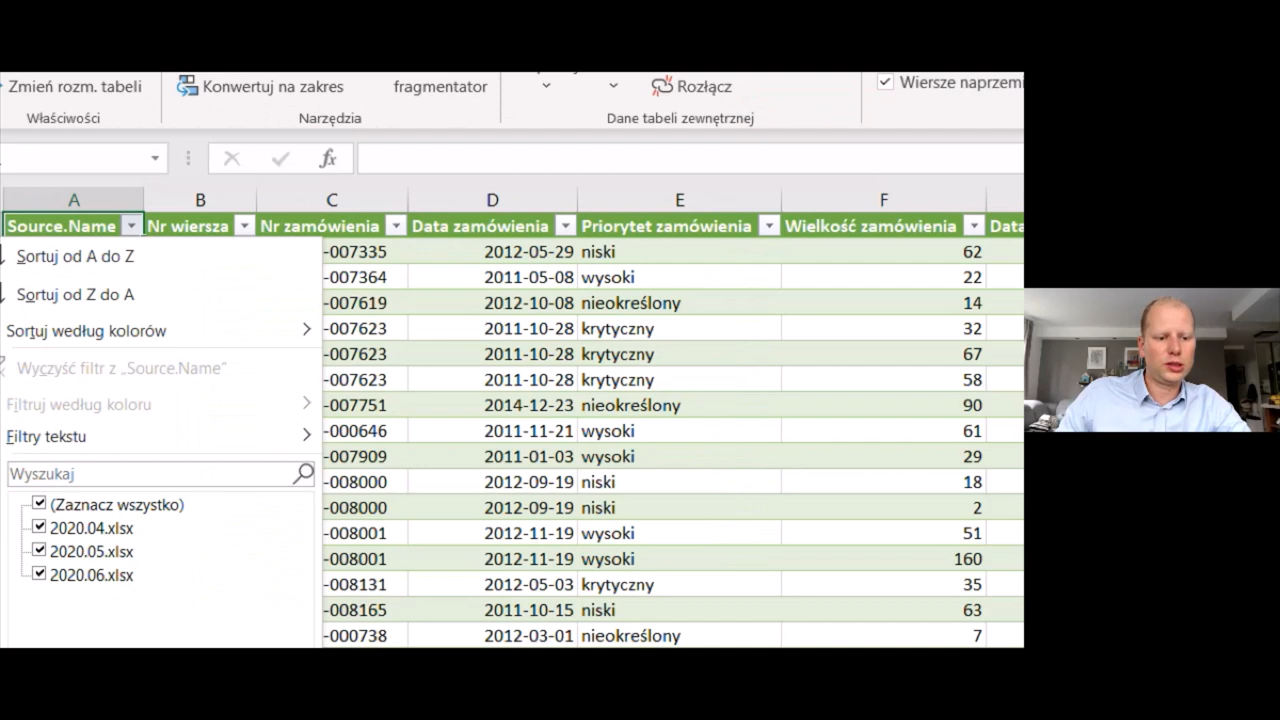 Zmień rozm. tabeli Konwertuj na zakres fragmentator Rozłącz Wiersze naprzemi
Właściwości Narzędzia Dane tabeli zewnętrznej
fx
A B C D E F
Source.Name Nr wiersza Nr zamówienia Data zamówienia Priorytet zamówienia Wielkość zamówienia Data
Sortuj od A do Z
Sortuj od Z do A
Sortuj według kolorów
Wyczyść filtr z „Source.Name”
Filtruj według koloru
Filtry tekstu
Wyszukaj
(Zaznacz wszystko)
2020.04.xlsx
2020.05.xlsx
2020.06.xlsx
-007335 2012-05-29 niski 62
-007364 2011-05-08 wysoki 22
-007619 2012-10-08 nieokreślony 14
-007623 2011-10-28 krytyczny 32
-007623 2011-10-28 krytyczny 67
-007623 2011-10-28 krytyczny 58
-007751 2014-12-23 nieokreślony 90
-000646 2011-11-21 wysoki 61
-007909 2011-01-03 wysoki 29
-008000 2012-09-19 niski 18
-008000 2012-09-19 niski 2
-008001 2012-11-19 wysoki 51
-008001 2012-11-19 wysoki 160
-008131 2012-05-03 krytyczny 35
-008165 2011-10-15 niski 63
-000738 2012-03-01 nieokreślony 7